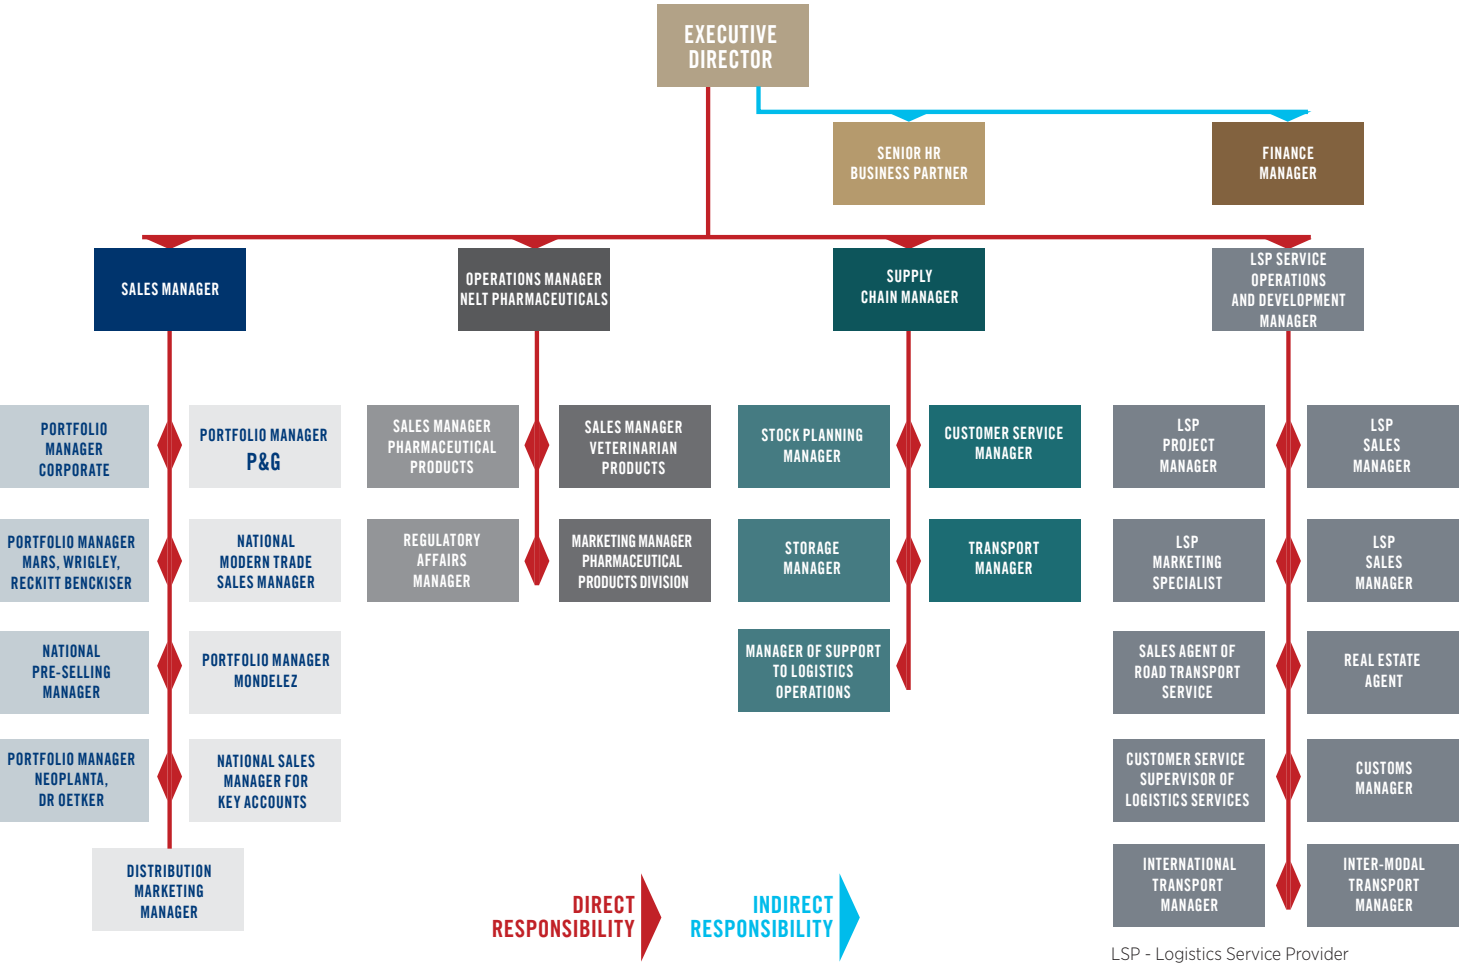 EXECUTIVE
DIRECTOR
SENIOR HR
BUSINESS PARTNER
FINANCE
MANAGER
SALES MANAGER
OPERATIONS MANAGER
NELT PHARMACEUTICALS
SUPPLY
CHAIN MANAGER
LSP SERVICE
OPERATIONS
AND DEVELOPMENT
MANAGER
PORTFOLIO
MANAGER
CORPORATE
PORTFOLIO MANAGER
P&G
SALES MANAGER
PHARMACEUTICAL
PRODUCTS
SALES MANAGER
VETERINARIAN
PRODUCTS
STOCK PLANNING
MANAGER
CUSTOMER SERVICE
MANAGER
LSP
PROJECT
MANAGER
LSP
SALES
MANAGER
PORTFOLIO MANAGER
MARS, WRIGLEY,
RECKITT BENCKISER
NATIONAL
MODERN TRADE
SALES MANAGER
REGULATORY
AFFAIRS
MANAGER
MARKETING MANAGER
PHARMACEUTICAL
PRODUCTS DIVISION
STORAGE
MANAGER
TRANSPORT
MANAGER
LSP
MARKETING
SPECIALIST
LSP
SALES
MANAGER
NATIONAL
PRE-SELLING
MANAGER
PORTFOLIO MANAGER
MONDELEZ
MANAGER OF SUPPORT
TO LOGISTICS
OPERATIONS
SALES AGENT OF
ROAD TRANSPORT
SERVICE
REAL ESTATE
AGENT
PORTFOLIO MANAGER
NEOPLANTA,
DR OETKER
NATIONAL SALES
MANAGER FOR
KEY ACCOUNTS
CUSTOMER SERVICE
SUPERVISOR OF
LOGISTICS SERVICES
CUSTOMS
MANAGER
DISTRIBUTION
MARKETING
MANAGER
INTERNATIONAL
TRANSPORT
MANAGER
INTER-MODAL
TRANSPORT
MANAGER
DIRECT
RESPONSIBILITY
INDIRECT
RESPONSIBILITY
LSP - Logistics Service Provider